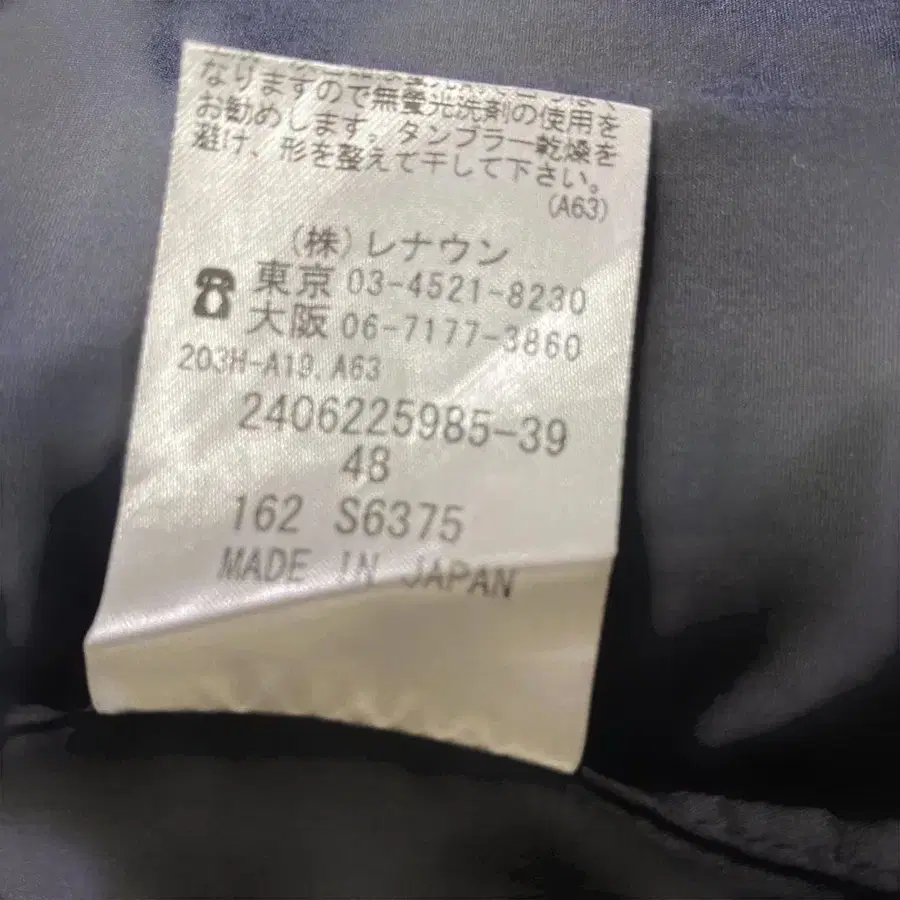 なりますので無蛍光洗剤の使用を
お勧めします。タンブラー乾燥を
避け、形を整えて干して下さい。
(A63)
(株)レナウン
東京 03-4521-8230
大阪 06-7177-3860
203H-A19.A63
2406225985-39
48
162 S6375
MADE IN JAPAN